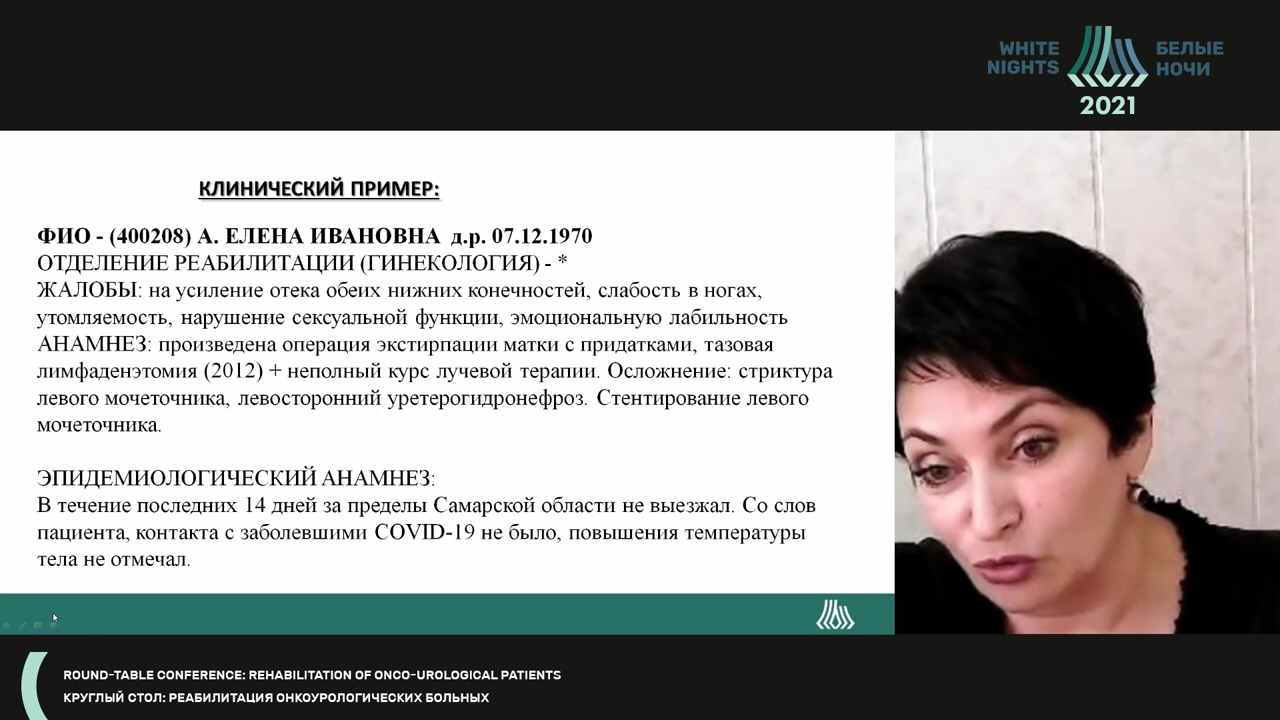 WHITE NIGHTS
БЕЛЫЕ НОЧИ
2021
КЛИНИЧЕСКИЙ ПРИМЕР:
ФИО - (400208) А. ЕЛЕНА ИВАНОВНА д.р. 07.12.1970
ОТДЕЛЕНИЕ РЕАБИЛИТАЦИИ (ГИНЕКОЛОГИЯ) - *
ЖАЛОБЫ: на усиление отека обеих нижних конечностей, слабость в ногах,
утомляемость, нарушение сексуальной функции, эмоциональную лабильность
АНАМНЕЗ: произведена операция экстирпации матки с придатками, тазовая
лимфаденэтомия (2012) + неполный курс лучевой терапии. Осложнение: стриктура
левого мочеточника, левосторонний уретерогидронефроз. Стентирование левого
мочеточника.
ЭПИДЕМИОЛОГИЧЕСКИЙ АНАМНЕЗ:
В течение последних 14 дней за пределы Самарской области не выезжал. Со слов
пациента, контакта с заболевшими COVID-19 не было, повышения температуры
тела не отмечал.
ROUND-TABLE CONFERENCE: REHABILITATION OF ONCO-UROLOGICAL PATIENTS
КРУГЛЫЙ СТОЛ: РЕАБИЛИТАЦИЯ ОНКОУРОЛОГИЧЕСКИХ БОЛЬНЫХ